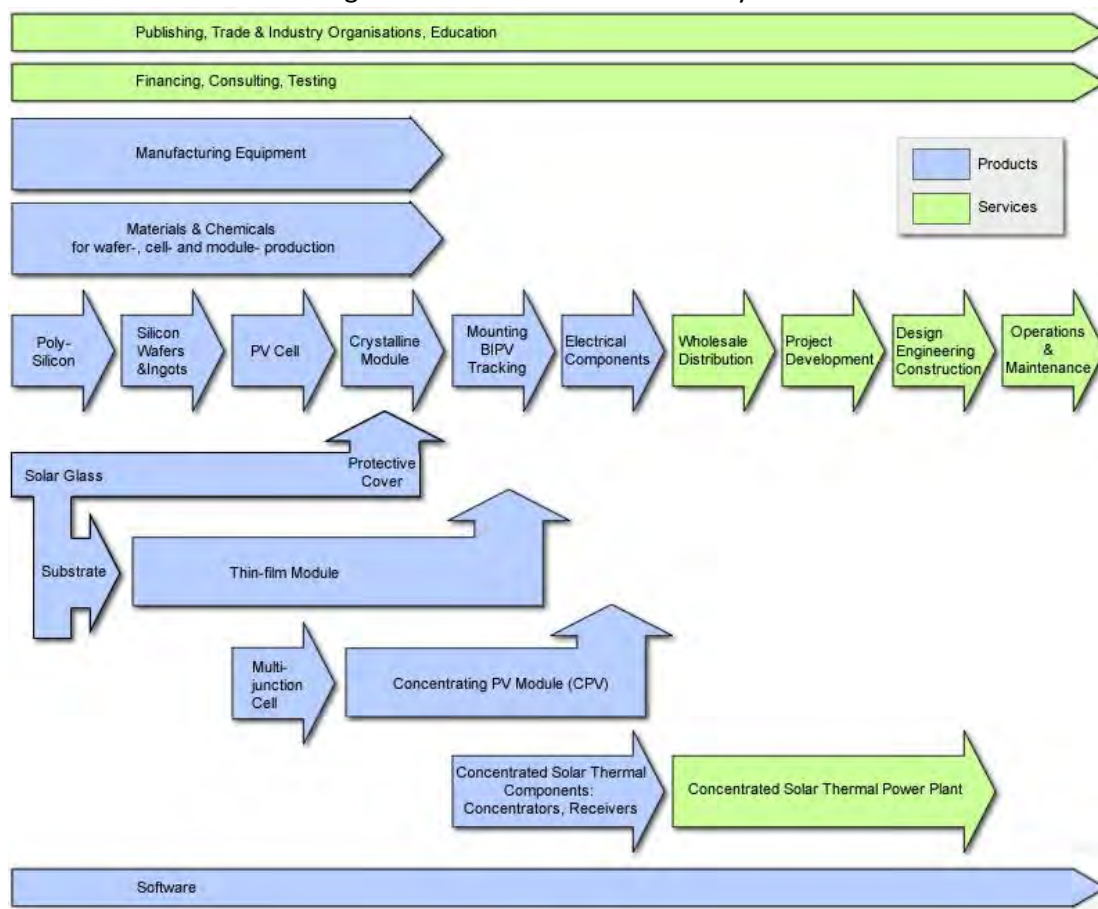 Publishing, Trade & Industry Organisations, Education
Financing, Consulting, Testing
Manufacturing Equipment
Products
Services
Materials & Chemicals
for wafer-, cell- and module- production
Poly-
Silicon
Silicon
Wafers
&Ingots
PV Cell
Crystalline
Module
Mounting
BIPV
Tracking
Electrical
Components
Wholesale
Distribution
Project
Development
Design
Engineering
Construction
Operations
&
Maintenance
Solar Glass
Protective
Cover
Substrate
Thin-film Module
Multi-
junction
Cell
Concentrating PV Module (CPV)
Concentrated Solar Thermal
Components:
Concentrators, Receivers
Concentrated Solar Thermal Power Plant
Software